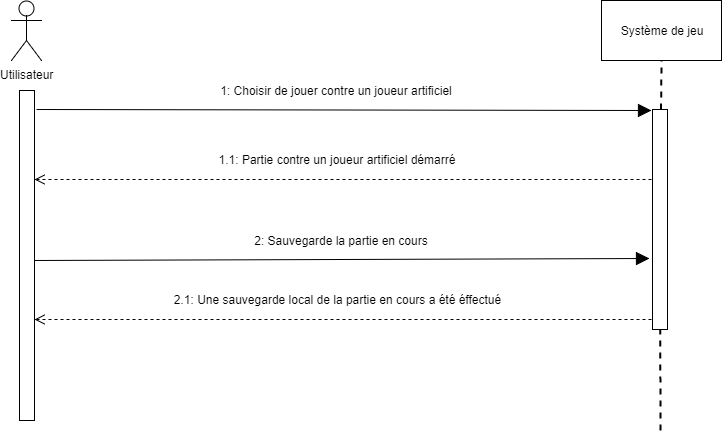 Système de jeu
Utilisateur
1: Choisir de jouer contre un joueur artificiel
1.1: Partie contre un joueur artificiel démarré
2: Sauvegarde la partie en cours
2.1: Une sauvegarde local de la partie en cours a été éffectué